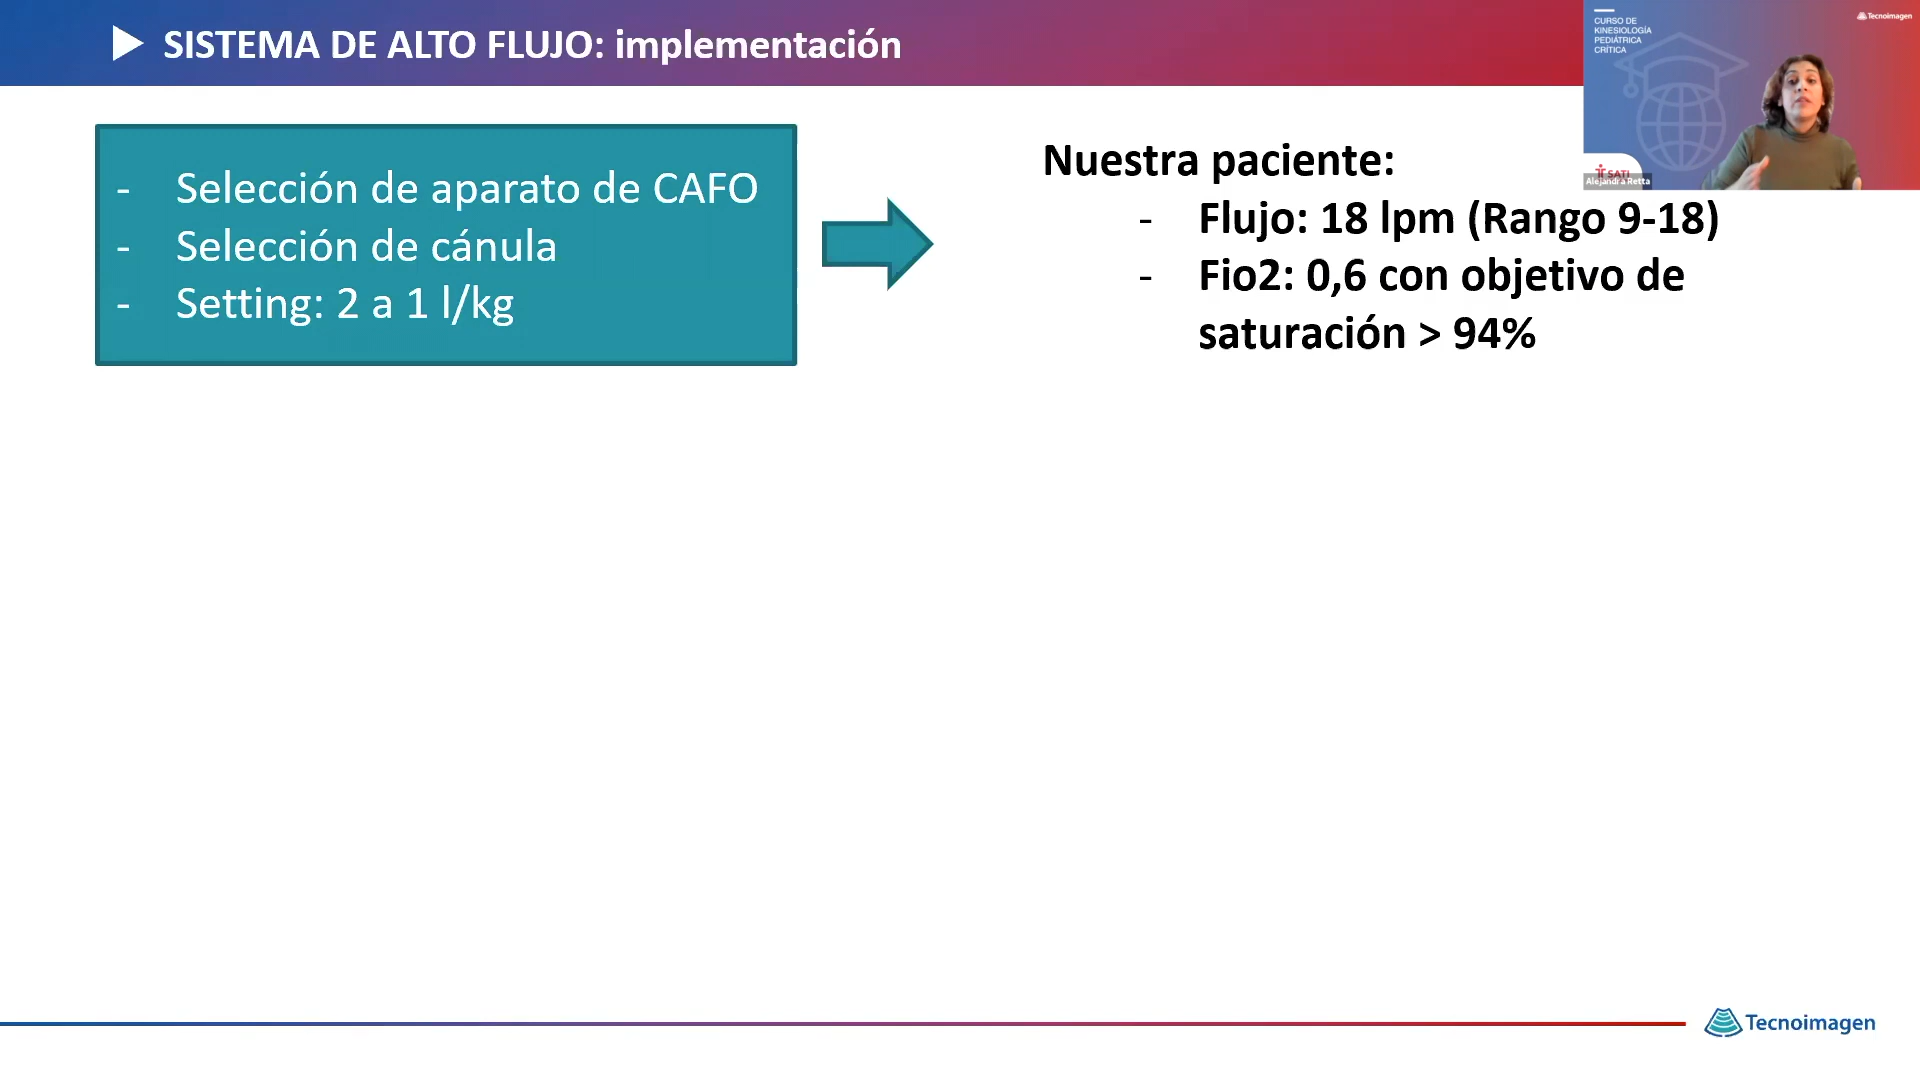 SISTEMA DE ALTO FLUJO: implementación
CURSO DE
KINESIOLOGÍA
PEDIÁTRICA
CRÍTICA
Tecnoimagen
SATI
Alejandra Retta
- Selección de aparato de CAFO
- Selección de cánula
- Setting: 2 a 1 l/kg
Nuestra paciente:
- Flujo: 18 lpm (Rango 9-18)
- Fio2: 0,6 con objetivo de
saturación > 94%
Tecnoimagen